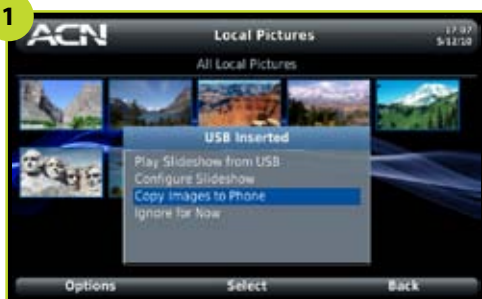 1
ACN
Local Pictures
17:07
5/12/10
All Local Pictures
USB Inserted
Play Slideshow from USB
Configure Slideshow
Copy Images to Phone
Ignore for Now
Options
Select
Back